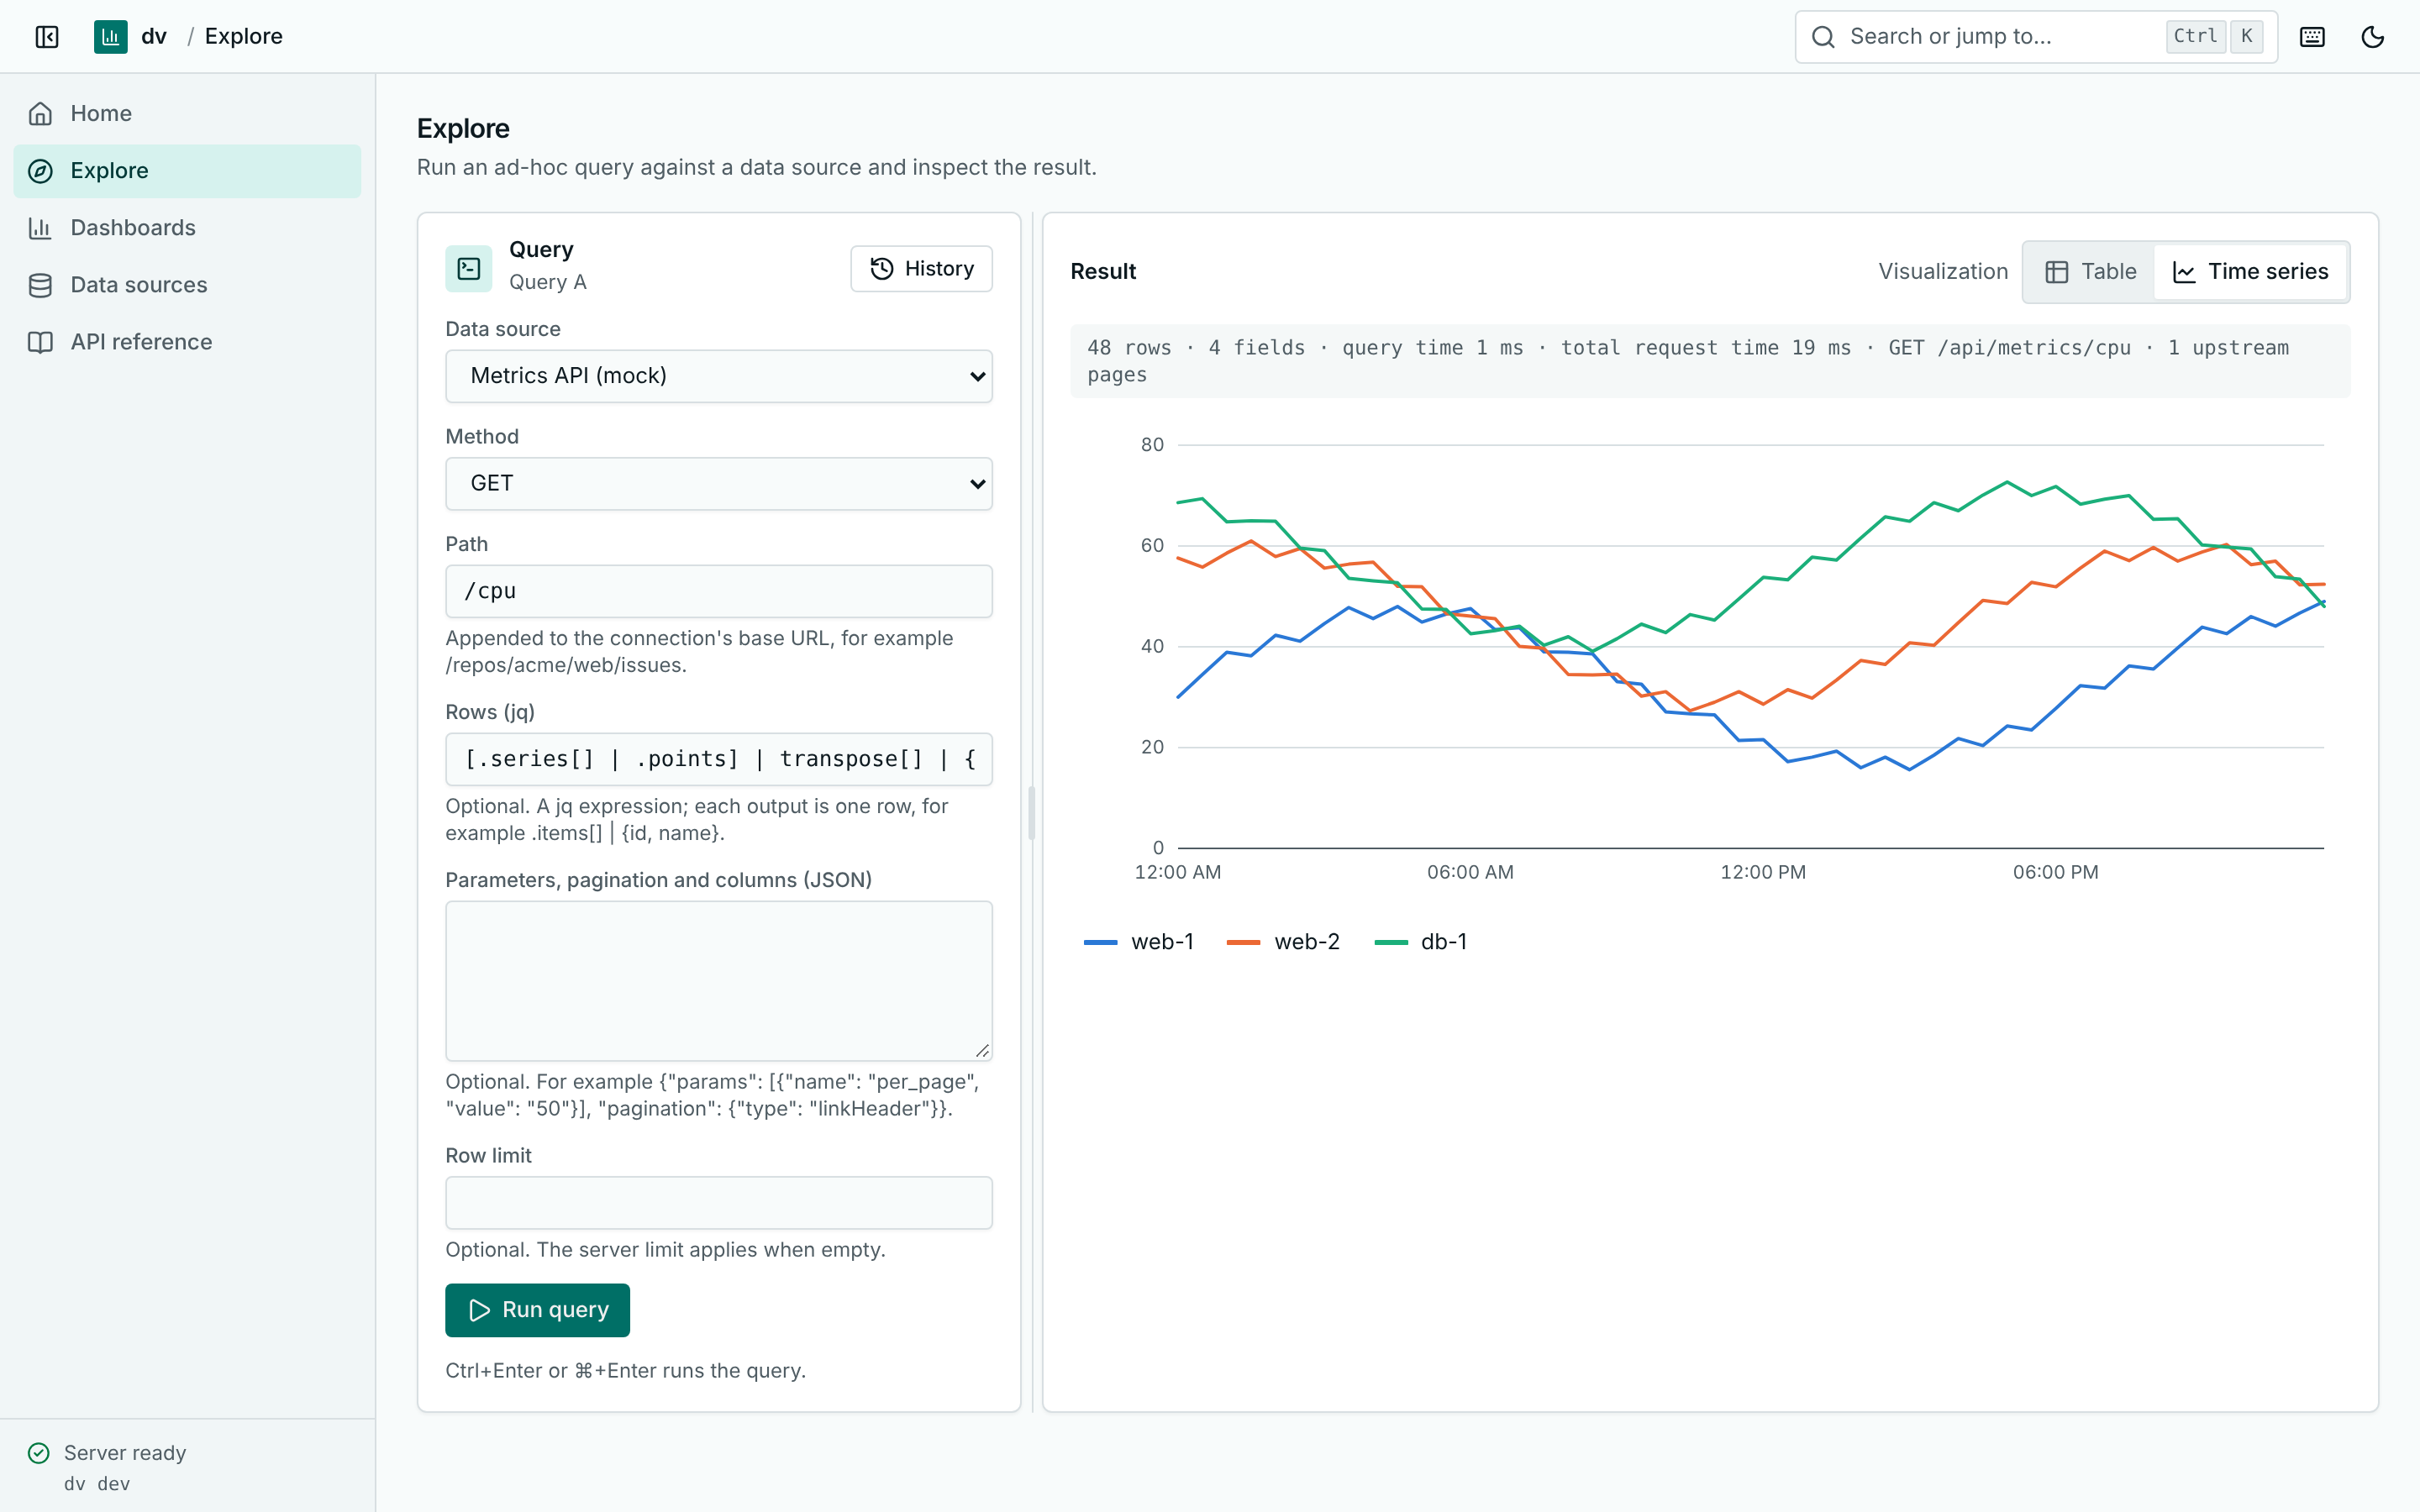 dv / Explore
Search or jump to... Ctrl K
Home
Explore
Dashboards
Data sources
API reference
Server ready
dv dev
Explore
Run an ad-hoc query against a data source and inspect the result.
Query
Query A
History
Data source
Metrics API (mock)
Method
GET
Path
/cpu
Appended to the connection's base URL, for example
/repos/acme/web/issues.
Rows (jq)
[.series[] | .points] | transpose[] | {
Optional. A jq expression; each output is one row, for
example .items[] | {id, name}.
Parameters, pagination and columns (JSON)
Optional. For example {"params": [{"name": "per_page",
"value": "50"}], "pagination": {"type": "linkHeader"}}.
Row limit
Optional. The server limit applies when empty.
Run query
Ctrl+Enter or ⌘+Enter runs the query.
Result
Visualization Table Time series
48 rows · 4 fields · query time 1 ms · total request time 19 ms · GET /api/metrics/cpu · 1 upstream
pages
80
60
40
20
0
12:00 AM 06:00 AM 12:00 PM 06:00 PM
web-1 web-2 db-1